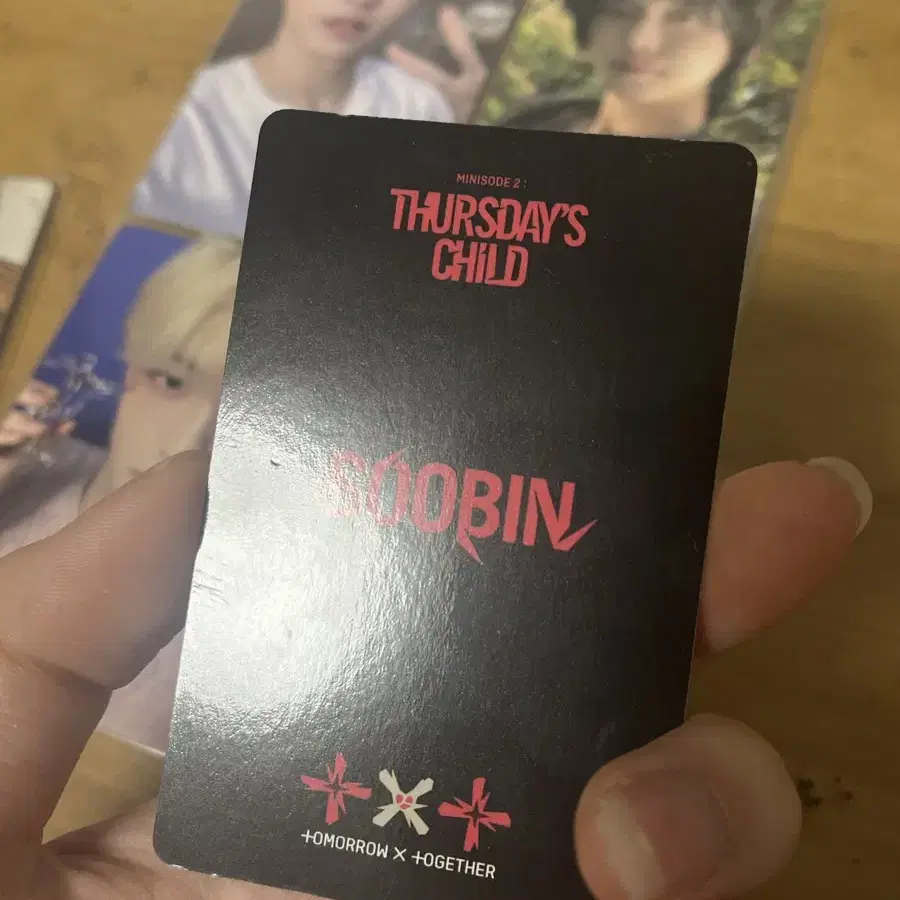 MINISODE 2 :
THURSDAY'S
CHILD
SOOBIN
TOMORROW X TOGETHER